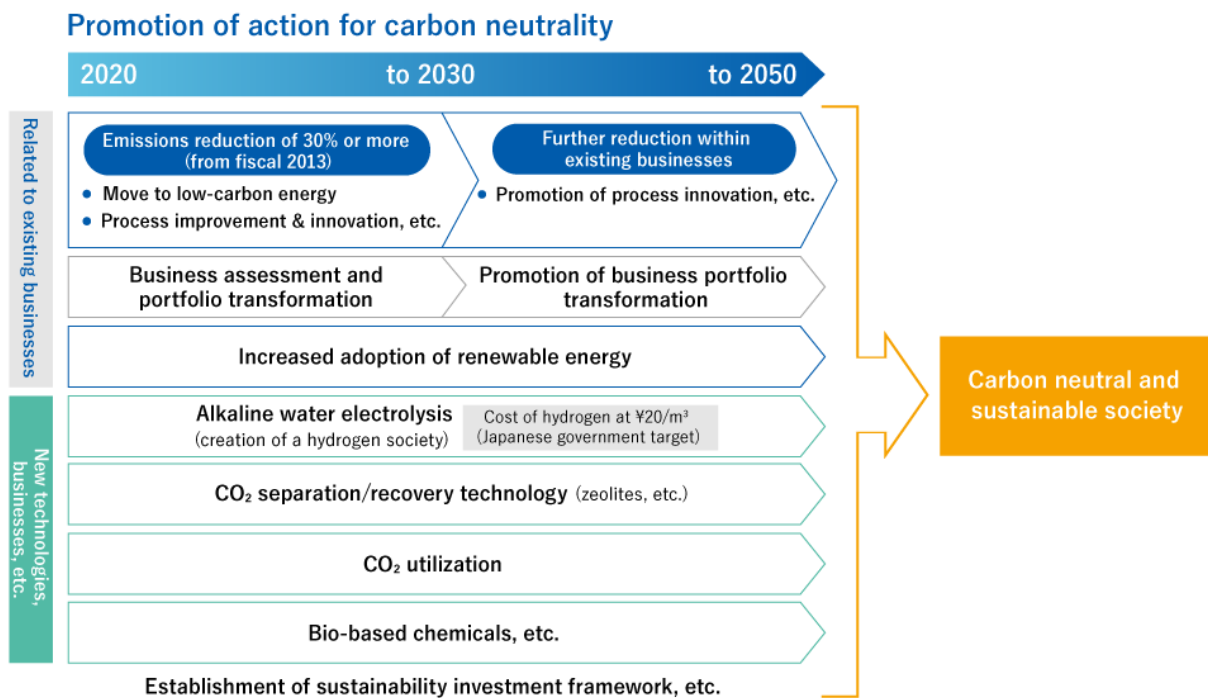 Promotion of action for carbon neutrality
2020 to 2030 to 2050
Related to existing businesses
Emissions reduction of 30% or more
(from fiscal 2013)
• Move to low-carbon energy
• Process improvement & innovation, etc.
Further reduction within
existing businesses
• Promotion of process innovation, etc.
Business assessment and
portfolio transformation
Promotion of business portfolio
transformation
Increased adoption of renewable energy
New technologies,
businesses, etc.
Alkaline water electrolysis
(creation of a hydrogen society)
Cost of hydrogen at ¥20/m³
(Japanese government target)
CO₂ separation/recovery technology (zeolites, etc.)
CO₂ utilization
Bio-based chemicals, etc.
Establishment of sustainability investment framework, etc.
Carbon neutral and
sustainable society